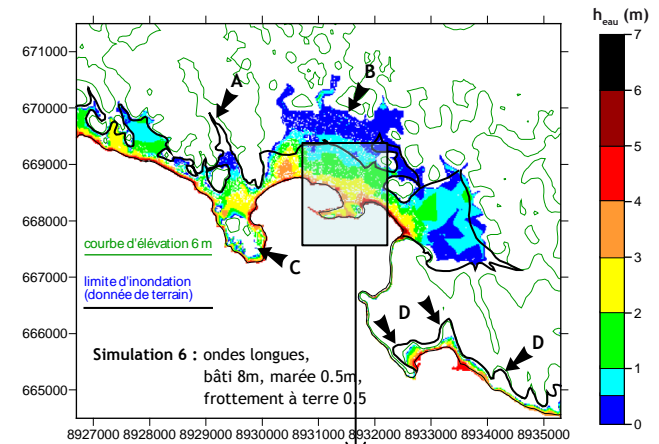 h_eau (m)
671000
670000
669000
668000
667000
666000
665000
A
B
C
D
D
courbe d'élévation 6 m
limite d'inondation
(donnée de terrain)
Simulation 6 : ondes longues,
bâti 8m, marée 0.5m,
frottement à terre 0.5
8927000 8928000 8929000 8930000 8931000 8932000 8933000 8934000 8935000
7
6
5
4
3
2
1
0